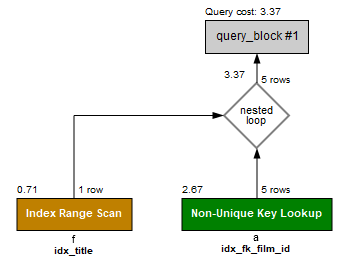 Query cost: 3.37
query_block #1
3.37 5 rows
nested
loop
0.71 1 row
2.67 5 rows
Index Range Scan
Non-Unique Key Lookup
f
idx_title
a
idx_fk_film_id